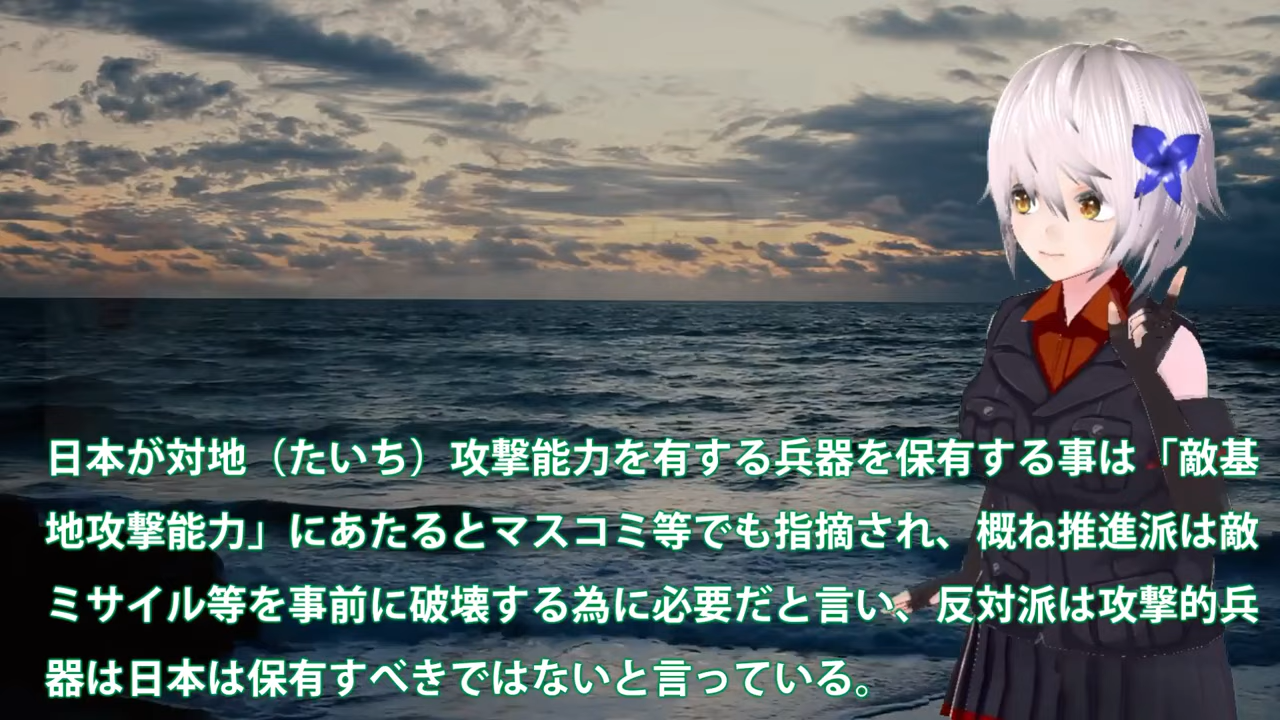 日本が対地（たいち）攻撃能力を有する兵器を保有する事は「敵基
地攻撃能力」にあたるとマスコミ等でも指摘され、概ね推進派は敵
ミサイル等を事前に破壊する為に必要だと言い、反対派は攻撃的兵
器は日本は保有すべきではないと言っている。